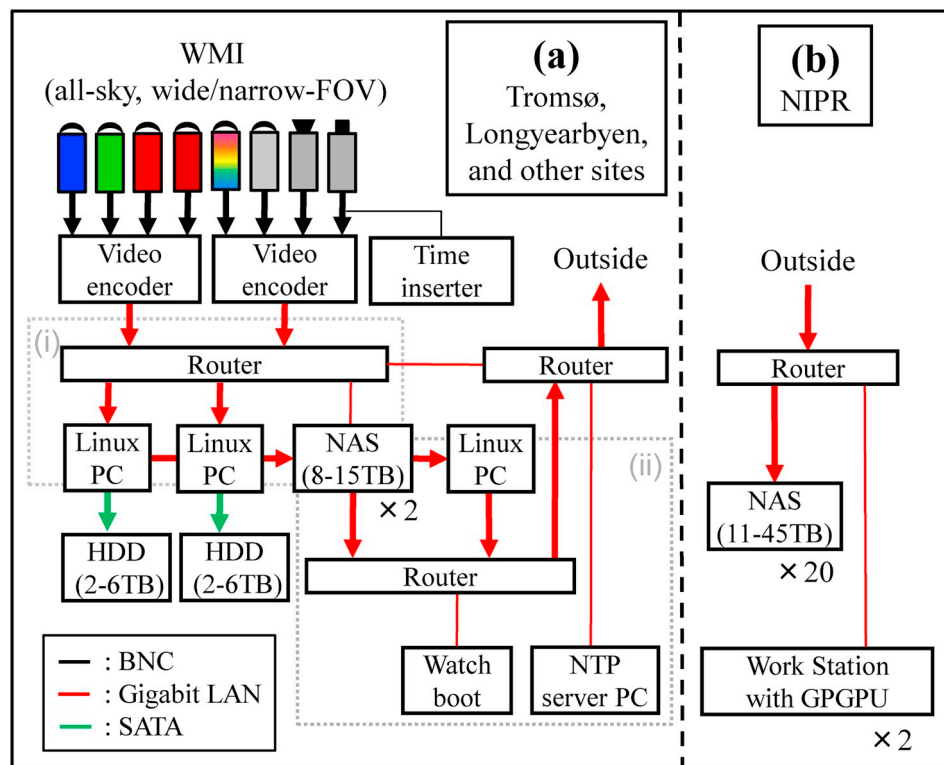 WMI
(all-sky, wide/narrow-FOV)
(a)
Tromsø,
Longyearbyen,
and other sites
(b)
NIPR
Video
encoder
Video
encoder
Time
inserter
Outside
Outside
(i)
Router
Router
Router
Linux
PC
Linux
PC
NAS
(8-15TB)
×2
Linux
PC
(ii)
NAS
(11-45TB)
×20
HDD
(2-6TB)
HDD
(2-6TB)
Router
: BNC
: Gigabit LAN
: SATA
Watch
boot
NTP
server PC
Work Station
with GPGPU
×2